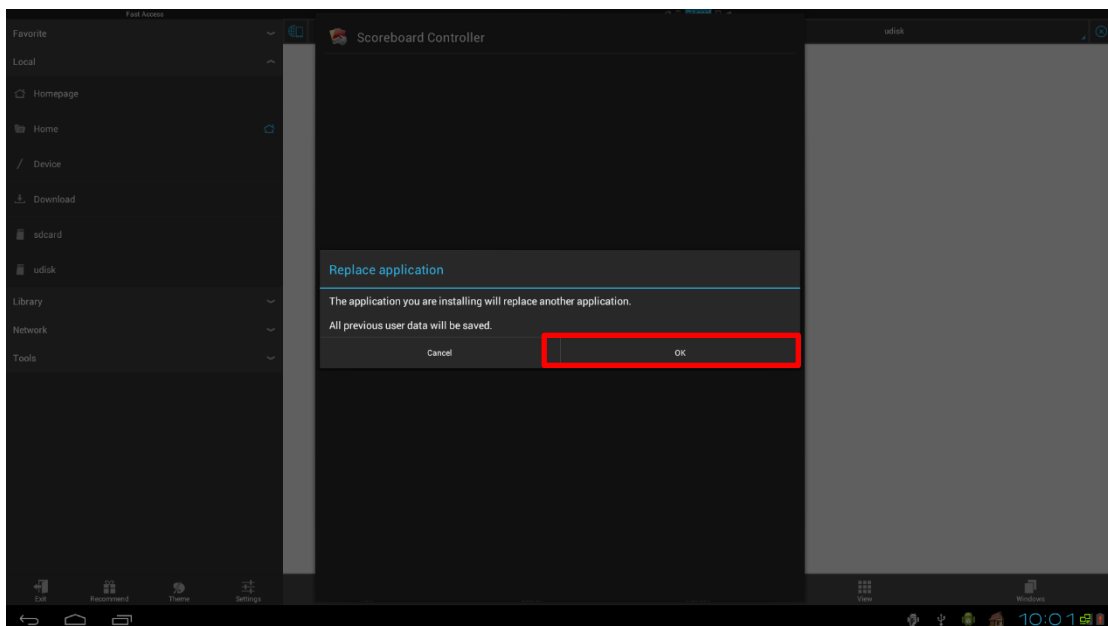 Fast Access
Favorite
Local
Homepage
Home
Device
Download
sdcard
udisk
Library
Network
Tools
Exit
Recommend
Theme
Settings
Scoreboard Controller
Replace application
The application you are installing will replace another application.
All previous user data will be saved.
Cancel
OK
udisk
View
Windows
10:01